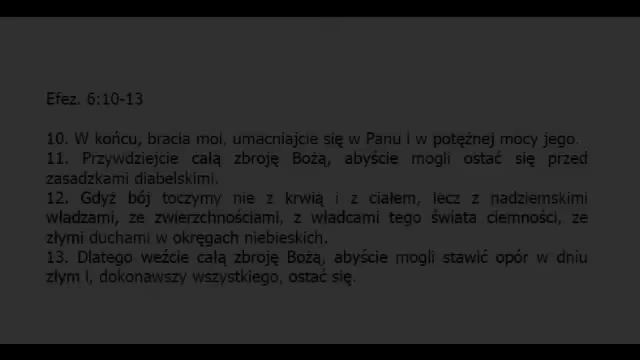 Efez. 6:10-13
10. W końcu, bracia moi, umacniajcie się w Panu i w potężnej mocy jego.
11. Przywdziejcie całą zbroję Bożą, abyście mogli ostać się przed
zasadzkami diabelskimi.
12. Gdyż bój toczymy nie z krwią i z ciałem, lecz z nadziemskimi
władzami, ze zwierzchnościami, z władcami tego świata ciemności, ze
złymi duchami w okręgach niebieskich.
13. Dlatego weźcie całą zbroję Bożą, abyście mogli stawić opór w dniu
złym i, dokonawszy wszystkiego, ostać się.